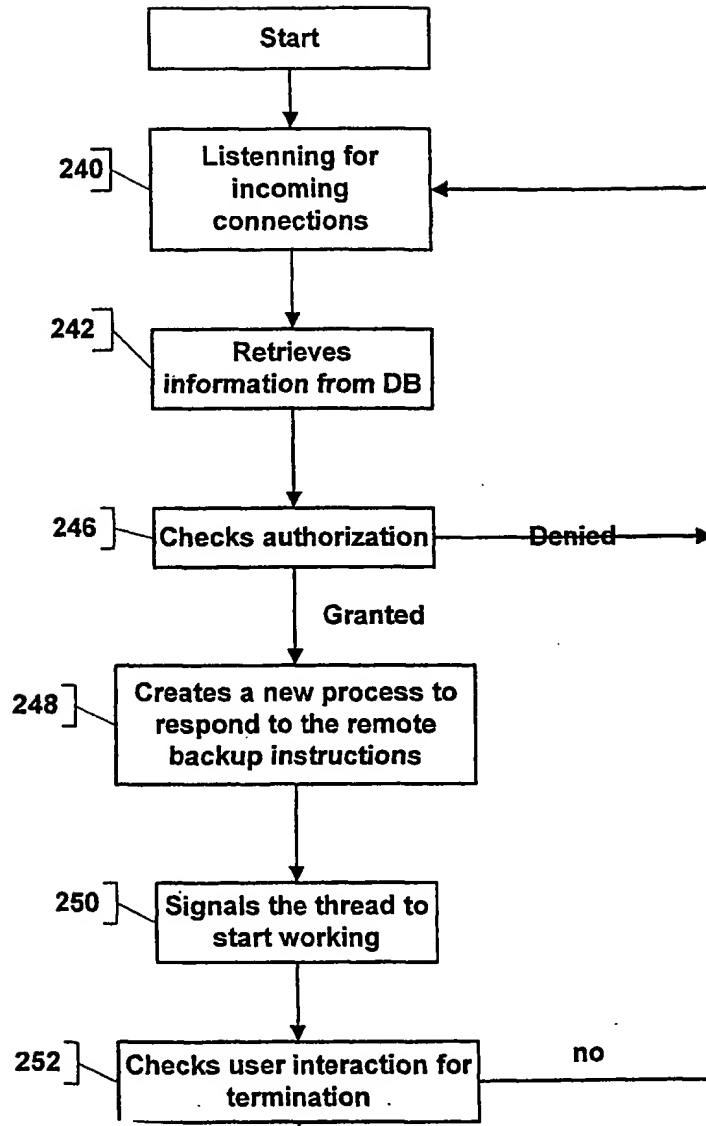 Start
240
Listenning for
incoming
connections
242
Retrieves
information from DB
246
Checks authorization
Denied
Granted
248
Creates a new process to
respond to the remote
backup instructions
250
Signals the thread to
start working
252
Checks user interaction for
termination
no